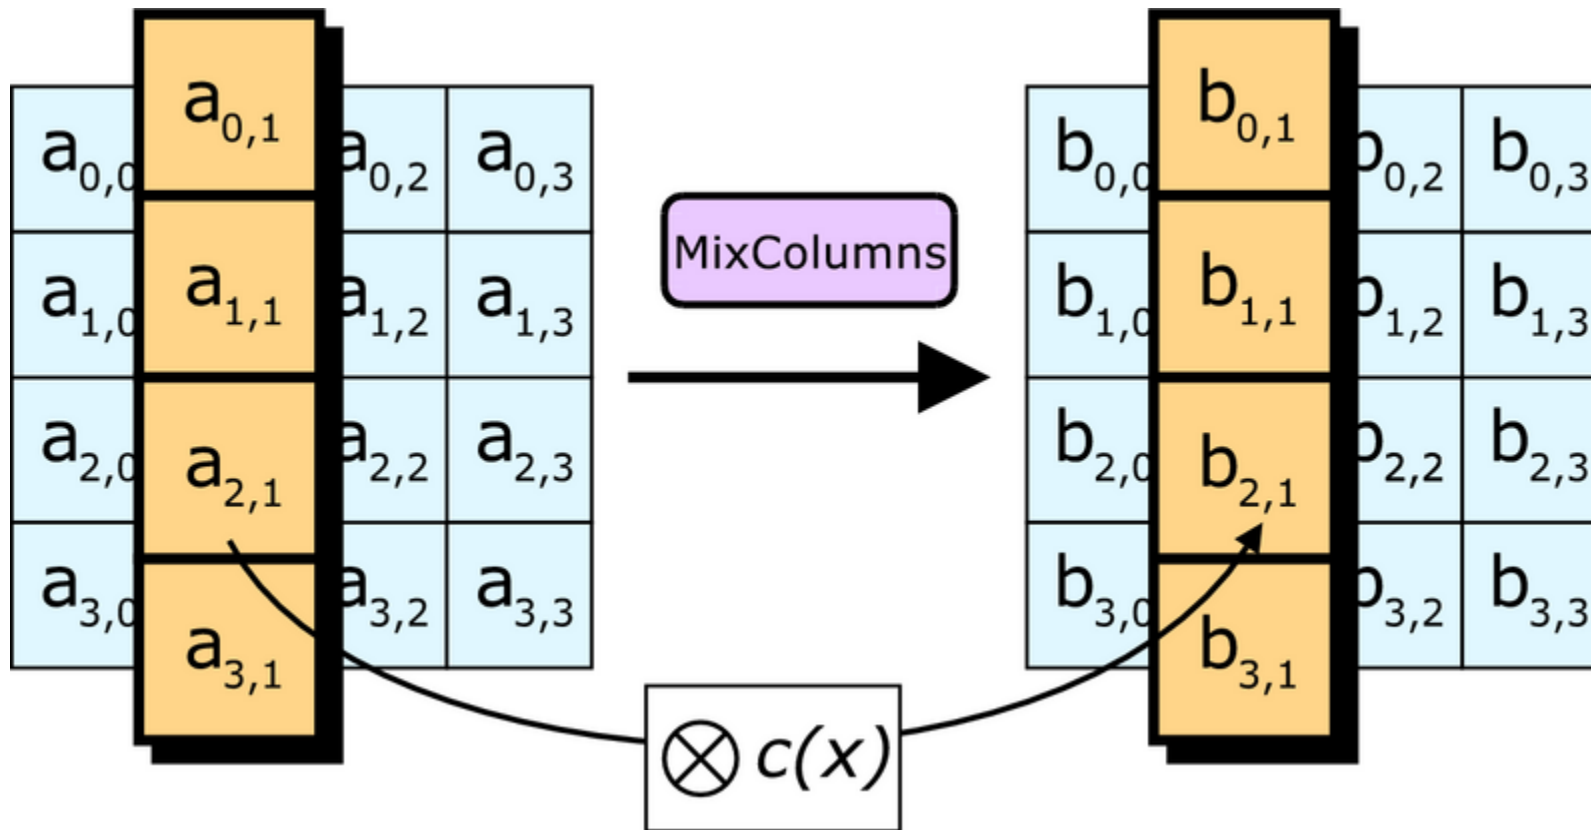 a0,0 a0,1 a0,2 a0,3
a1,0 a1,1 a1,2 a1,3
a2,0 a2,1 a2,2 a2,3
a3,0 a3,1 a3,2 a3,3
MixColumns
b0,0 b0,1 b0,2 b0,3
b1,0 b1,1 b1,2 b1,3
b2,0 b2,1 b2,2 b2,3
b3,0 b3,1 b3,2 b3,3
⊗ c(x)